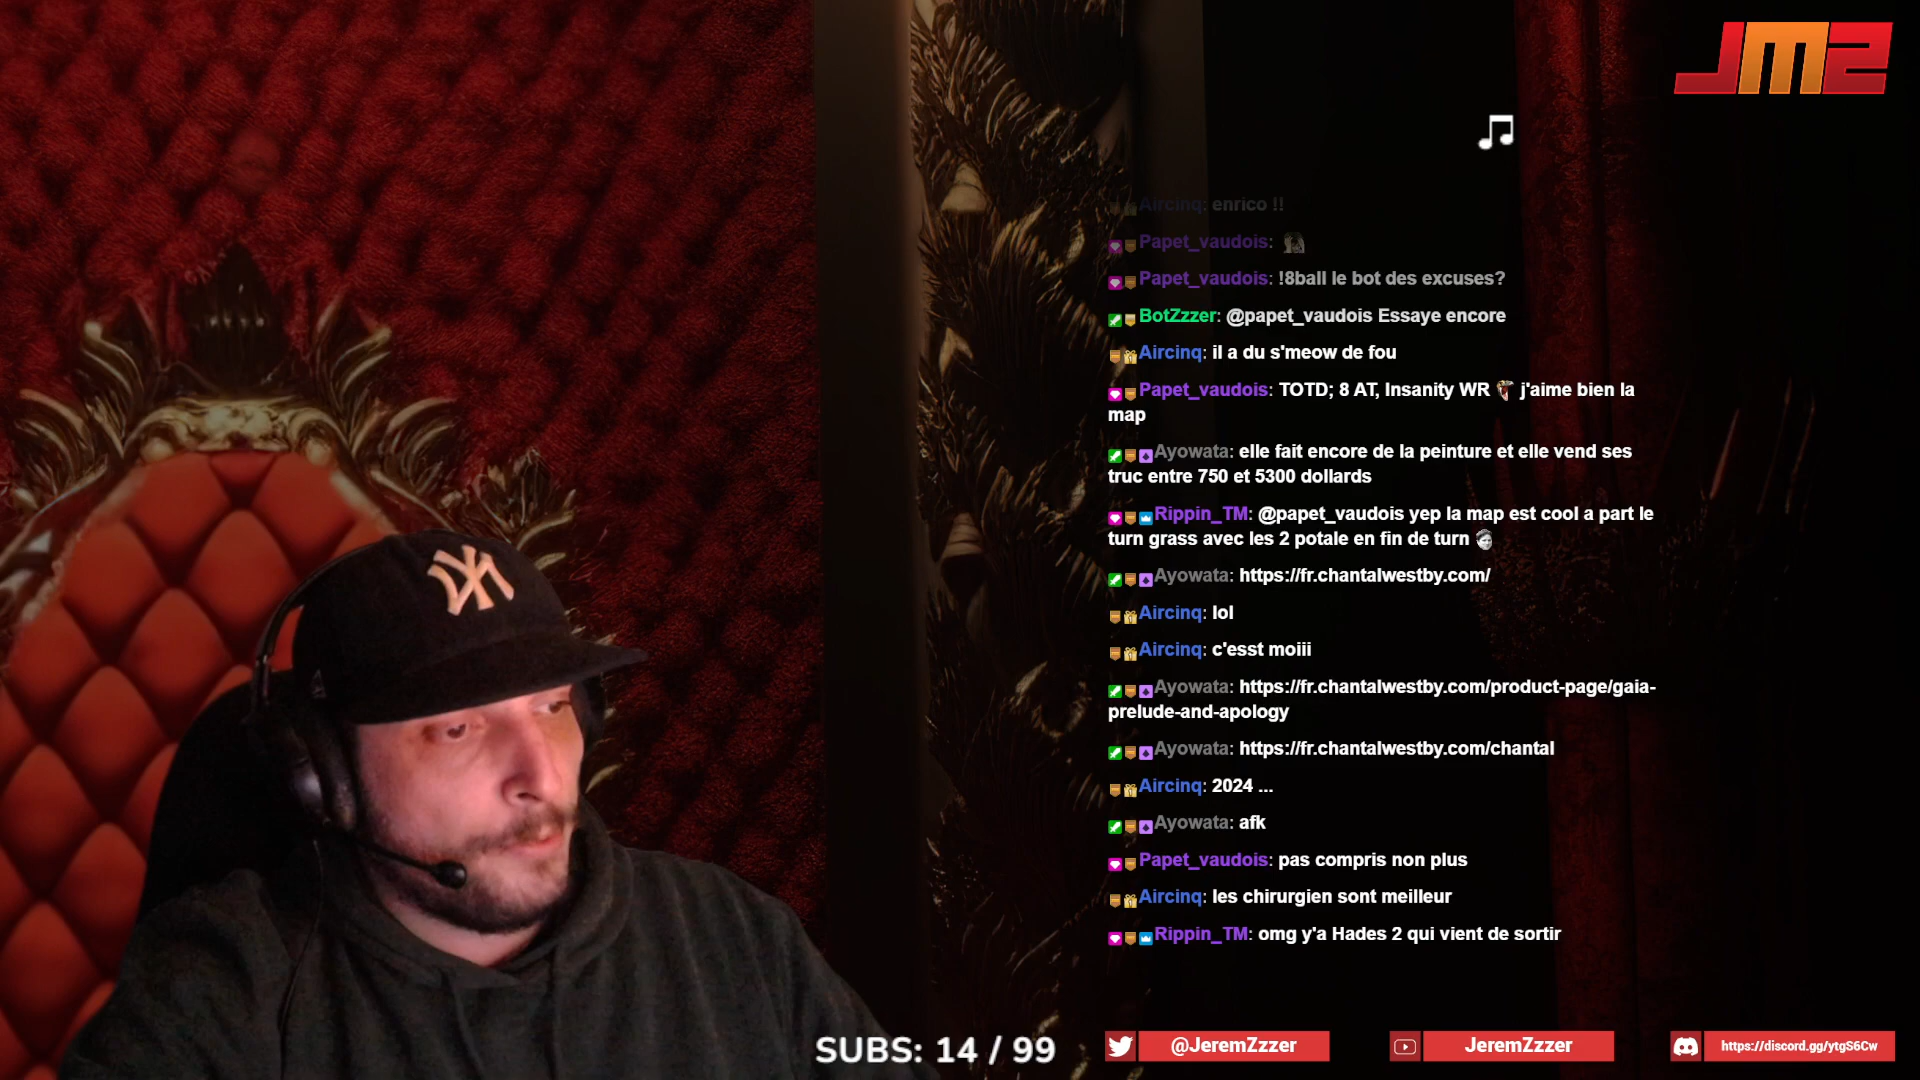 JMZ
Aircinq: enrico !!
Papet_vaudois:
Papet_vaudois: !8ball le bot des excuses?
BotZzzer: @papet_vaudois Essaye encore
Aircinq: il a du s'meow de fou
Papet_vaudois: TOTD; 8 AT, Insanity WR j'aime bien la
map
Ayowata: elle fait encore de la peinture et elle vend ses
truc entre 750 et 5300 dollards
Rippin_TM: @papet_vaudois yep la map est cool a part le
turn grass avec les 2 potale en fin de turn
Ayowata: https://fr.chantalwestby.com/
Aircinq: lol
Aircinq: c'esst moiii
Ayowata: https://fr.chantalwestby.com/product-page/gaia-
prelude-and-apology
Ayowata: https://fr.chantalwestby.com/chantal
Aircinq: 2024 ...
Ayowata: afk
Papet_vaudois: pas compris non plus
Aircinq: les chirurgien sont meilleur
Rippin_TM: omg y'a Hades 2 qui vient de sortir
NY
SUBS: 14 / 99
@JeremZzzer
JeremZzzer
https://discord.gg/ytgS6Cw